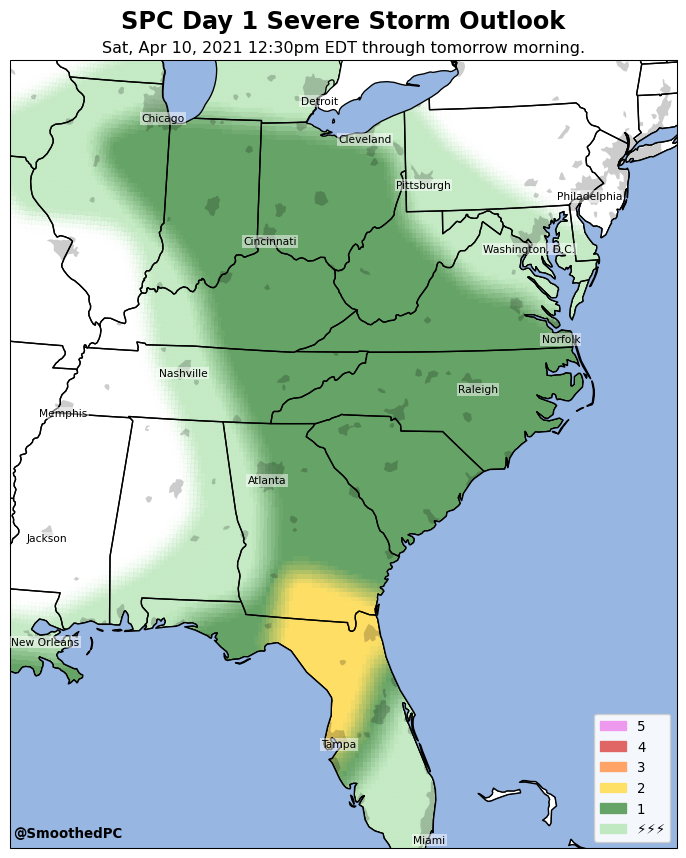 SPC Day 1 Severe Storm Outlook
Sat, Apr 10, 2021 12:30pm EDT through tomorrow morning.
Detroit
Chicago
Cleveland
Pittsburgh
Philadelphia
Cincinnati
Washington, D.C.
Norfolk
Nashville
Raleigh
Memphis
Atlanta
Jackson
New Orleans
Tampa
Miami
5
4
3
2
1
⚡⚡⚡
@SmoothedPC